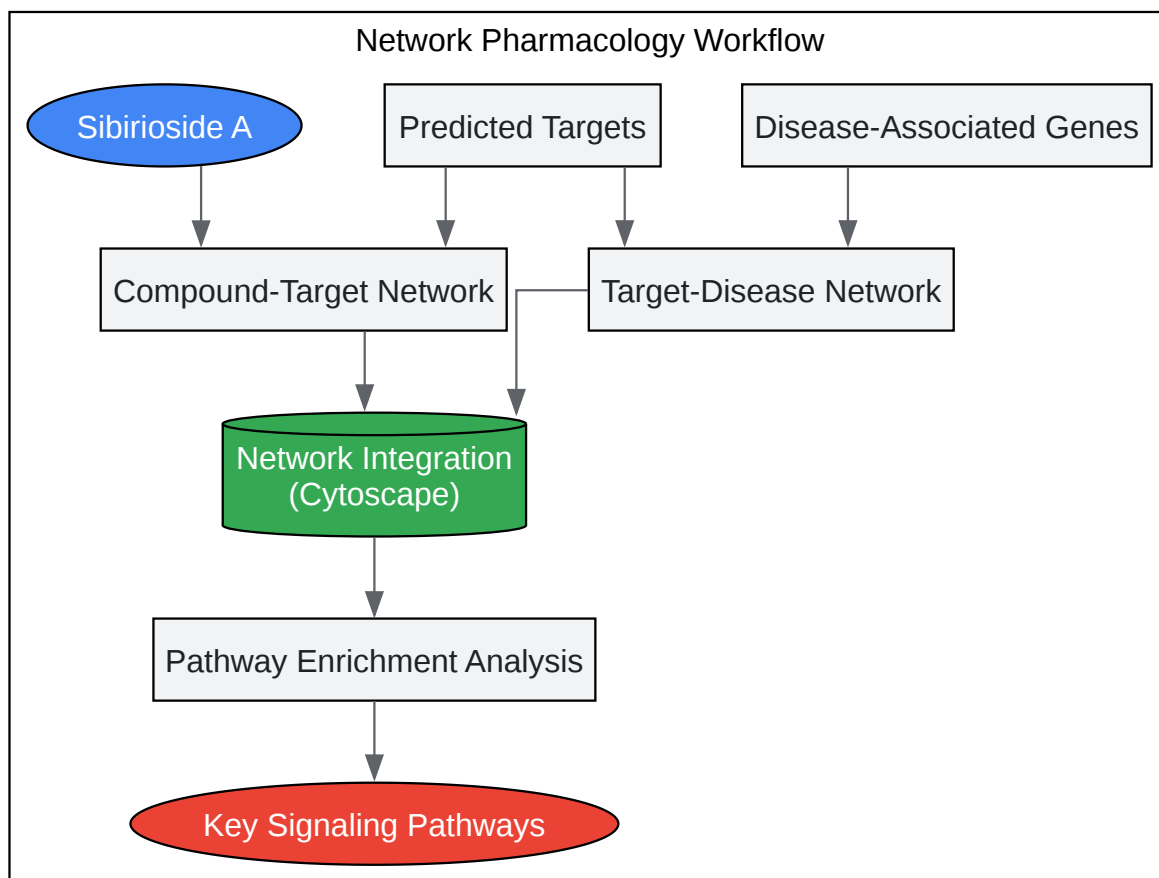 Network Pharmacology Workflow
Sibirioside A
Predicted Targets
Disease-Associated Genes
Compound-Target Network
Target-Disease Network
Network Integration
(Cytoscape)
Pathway Enrichment Analysis
Key Signaling Pathways